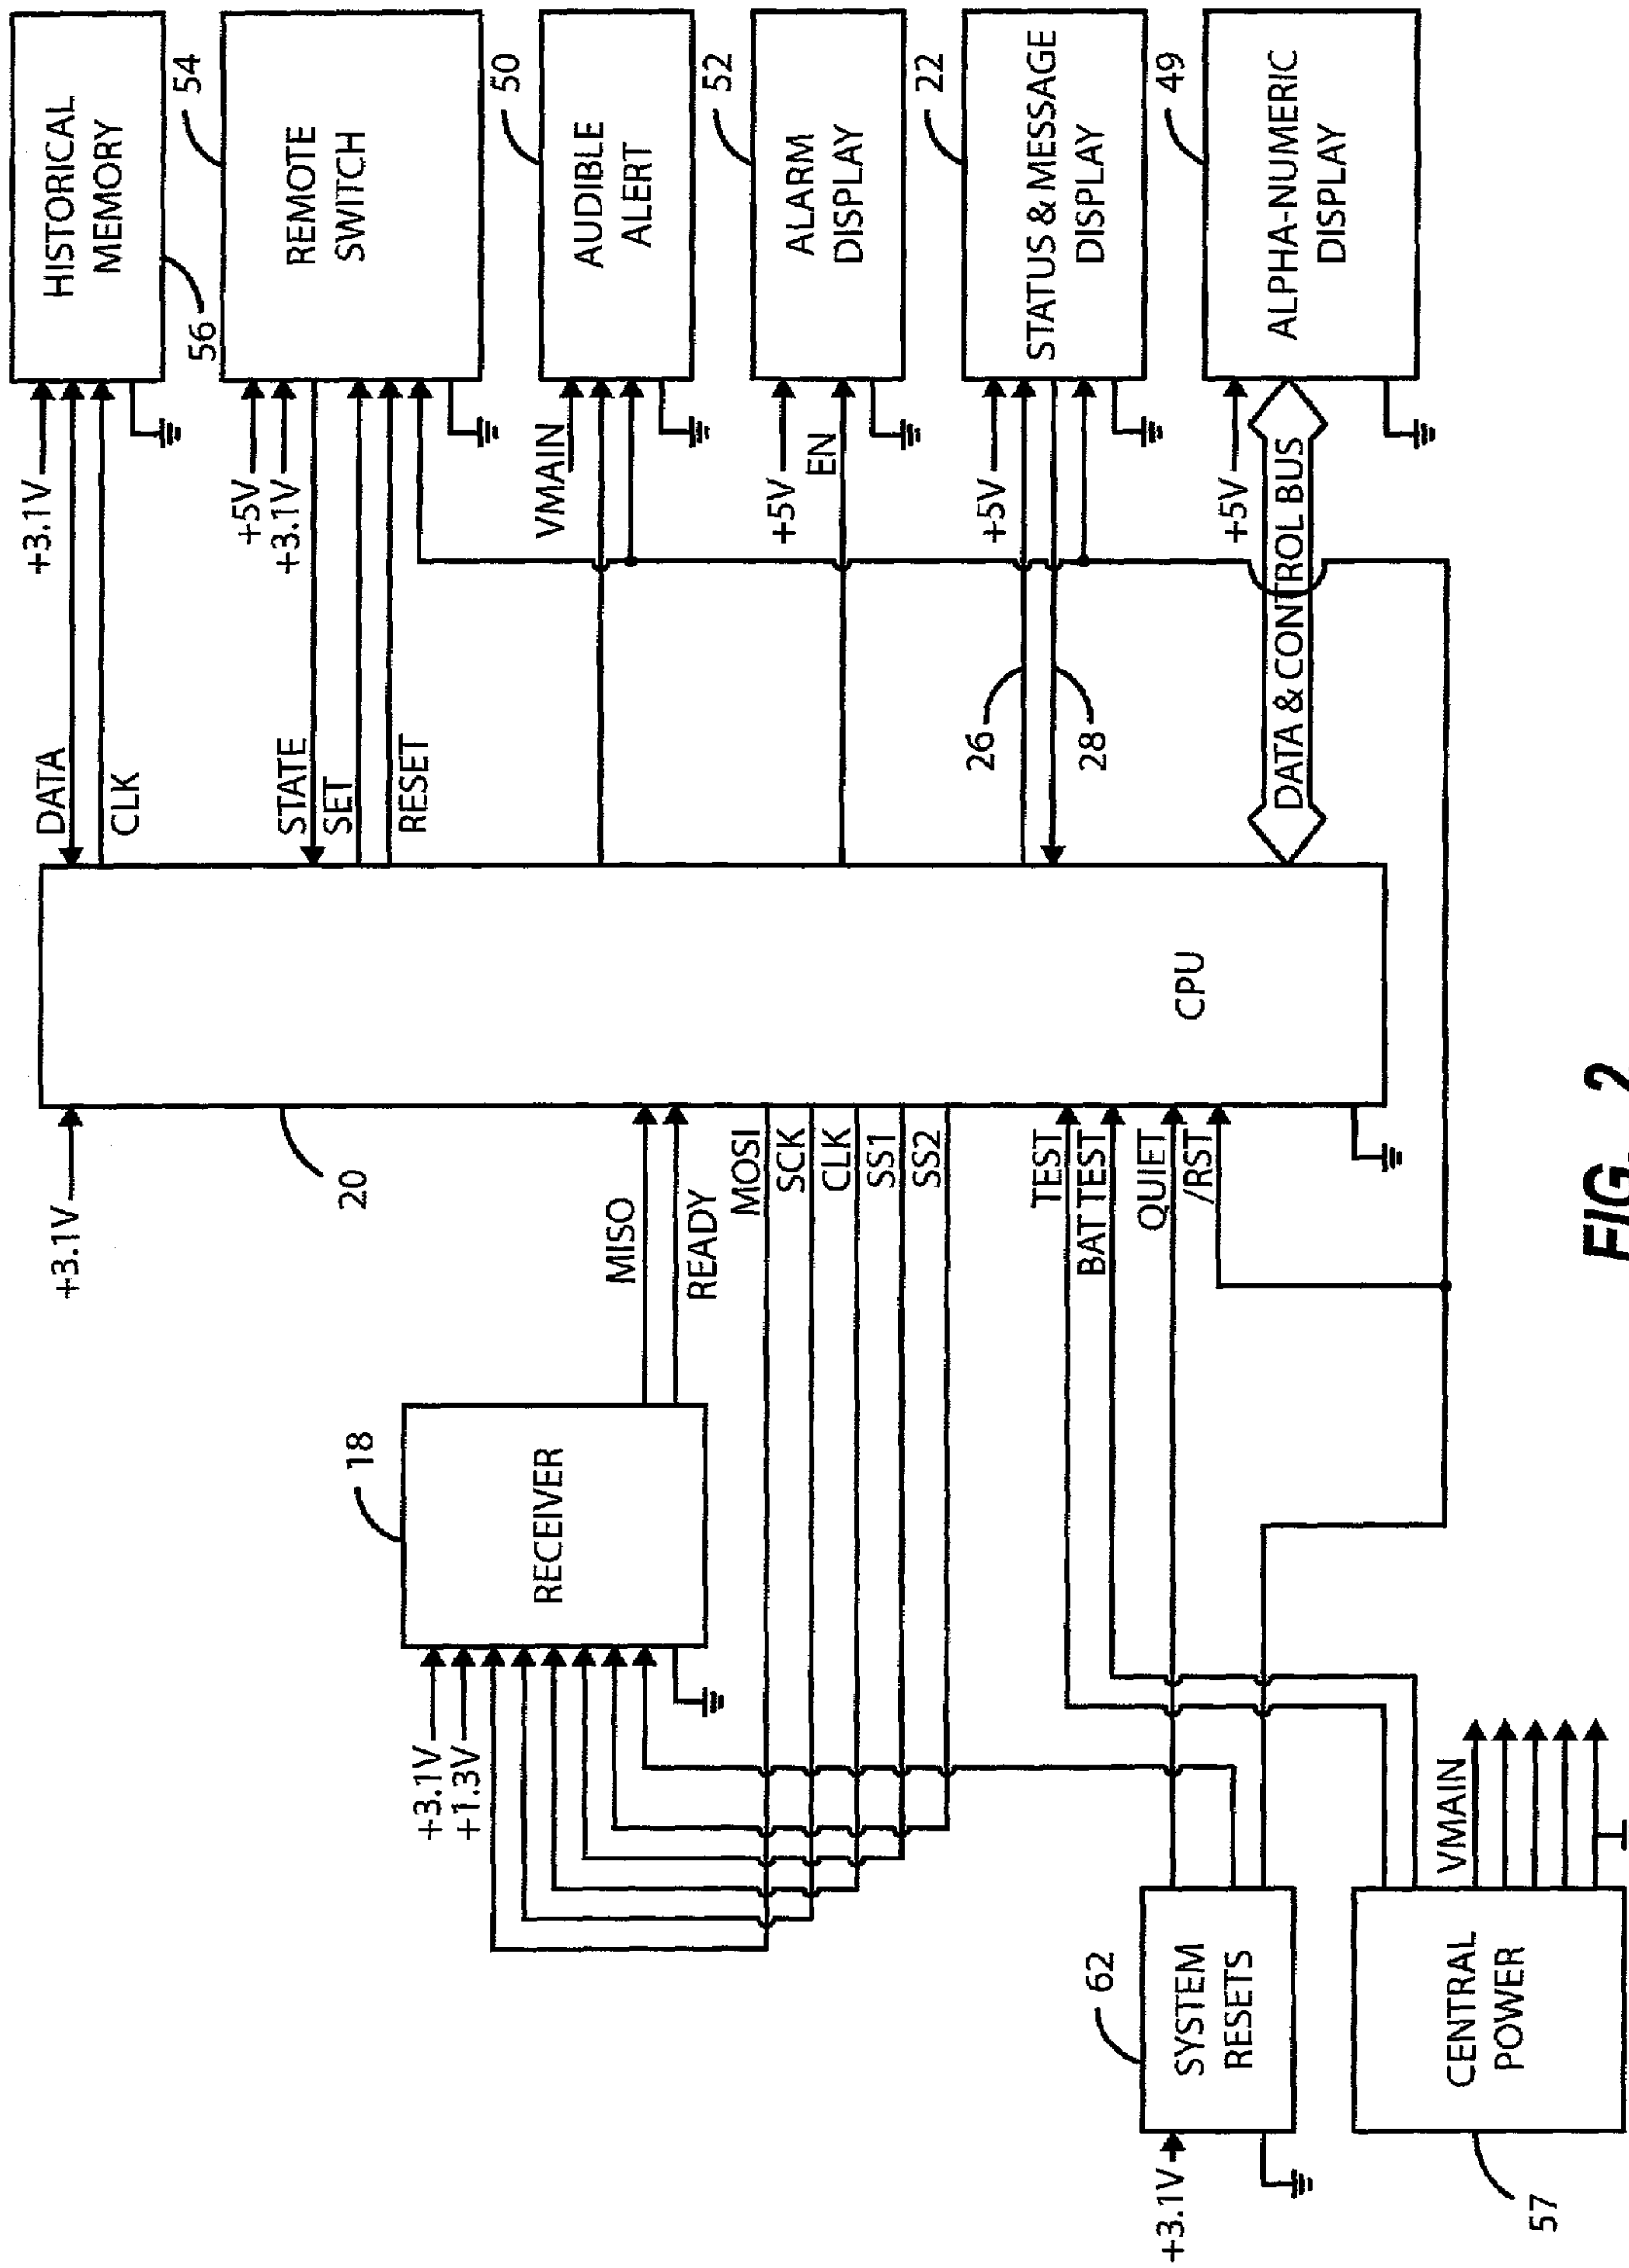 +3.1V
DATA
CLK
HISTORICAL
MEMORY
56
+5V
+3.1V
STATE
SET
RESET
REMOTE
SWITCH
54
VMAIN
AUDIBLE
ALERT
50
+5V
EN
ALARM
DISPLAY
52
+5V
26
28
STATUS & MESSAGE
DISPLAY
22
+5V
DATA & CONTROL BUS
ALPHA-NUMERIC
DISPLAY
49
+3.1V
20
CPU
MISO
READY
MOSI
SCK
CLK
SS1
SS2
TEST
BAT TEST
QUIET
/RST
18
RECEIVER
+3.1V
+1.3V
62
SYSTEM
RESETS
+3.1V
VMAIN
CENTRAL
POWER
57
FIG. 2